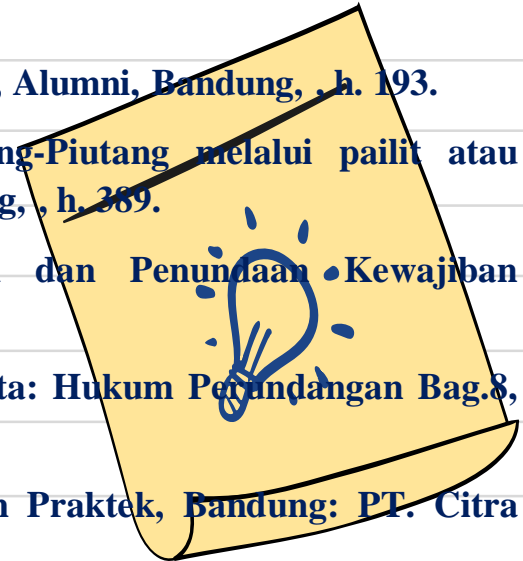 , Alumni, Bandung, , h. 193.
ng-Piutang melalui pailit atau
g, , h. 389.
dan Penundaan Kewajiban
ta: Hukum Perundangan Bag.8,
Praktek, Bandung: PT. Citra